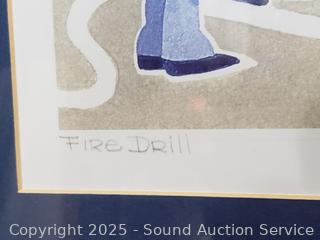 Fire Drill
Copyright 2025 - Sound Auction Service